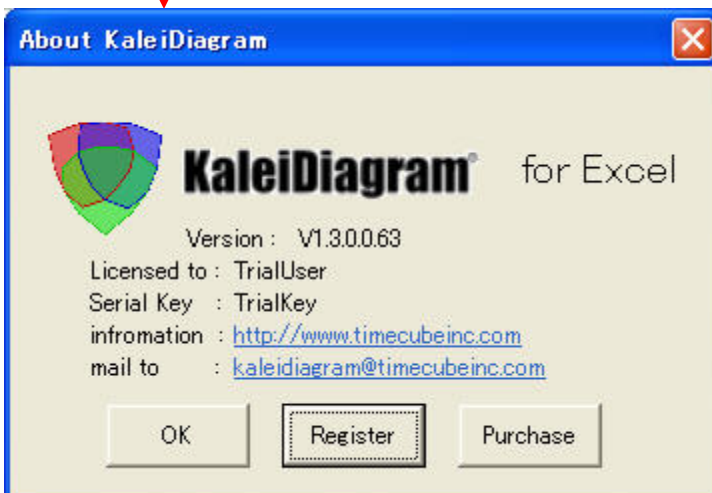 About KaleiDiagram
KaleiDiagram® for Excel
Version : V1.3.0.0.63
Licensed to : TrialUser
Serial Key : TrialKey
infromation : http://www.timecubeinc.com
mail to : kaleidiagram@timecubeinc.com
OK Register Purchase